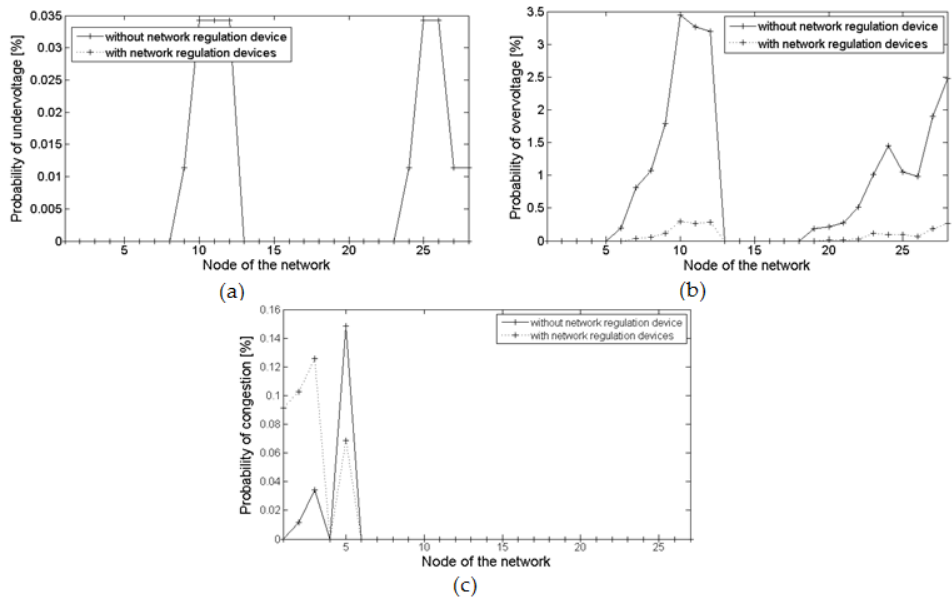 Probability of undervoltage [%]
0.035
0.03
0.025
0.02
0.015
0.01
0.005
0
5
10
15
20
25
Node of the network
without network regulation device
with network regulation devices
(a)
Probability of overvoltage [%]
3.5
3
2.5
2
1.5
1
0.5
0
5
10
15
20
25
Node of the network
without network regulation device
with network regulation devices
(b)
Probability of congestion [%]
0.16
0.14
0.12
0.1
0.08
0.06
0.04
0.02
0
5
10
15
20
25
Node of the network
without network regulation device
with network regulation devices
(c)